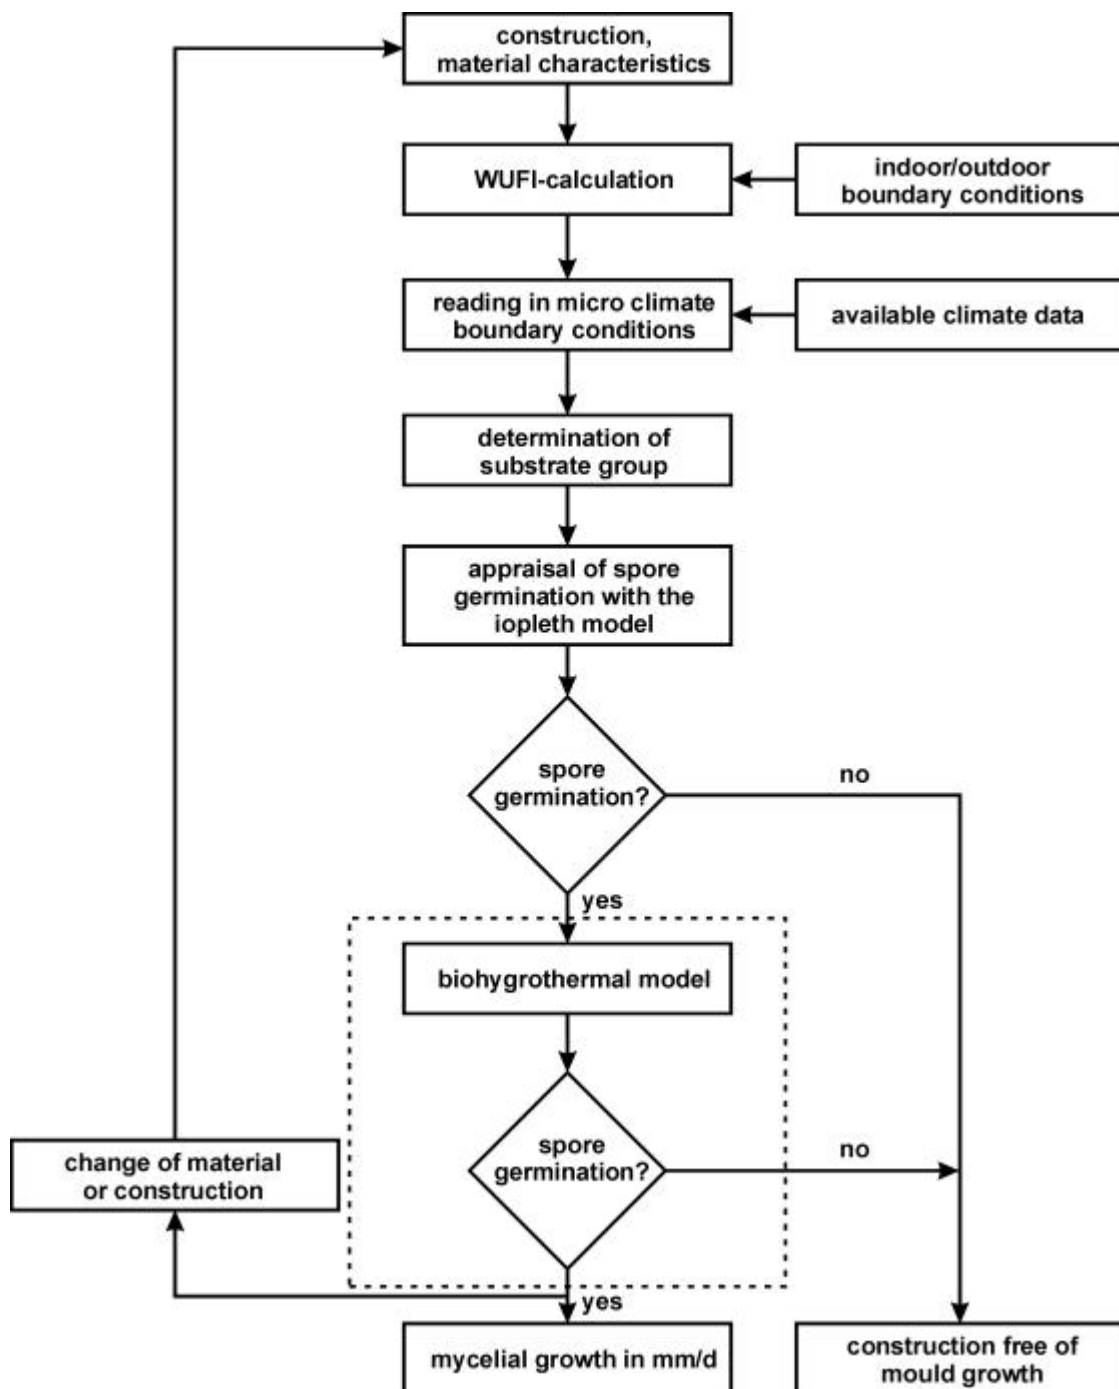 construction,
material characteristics
WUFI-calculation
indoor/outdoor
boundary conditions
reading in micro climate
boundary conditions
available climate data
determination of
substrate group
appraisal of spore
germination with the
iopleth model
spore
germination?
no
yes
biohygrothermal model
spore
germination?
no
change of material
or construction
yes
mycelial growth in mm/d
construction free of
mould growth